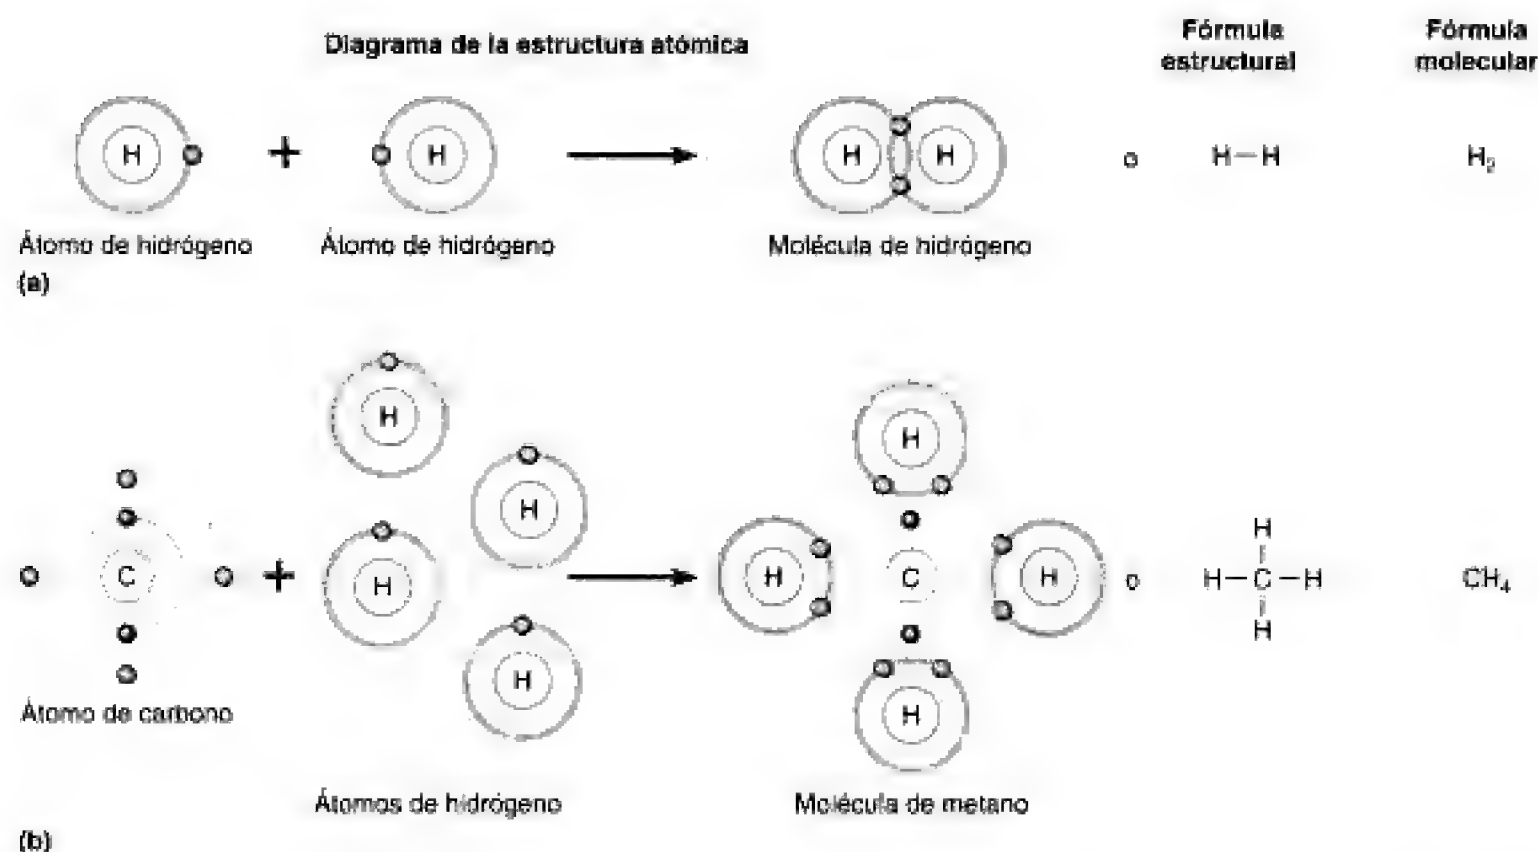 Diagrama de la estructura atómica
Fórmula estructural
Fórmula molecular
H + H → H H o H–H H₂
Átomo de hidrógeno Átomo de hidrógeno Molécula de hidrógeno
(a)
H
H
H
H
C + → H
H C H
H
o
H
H–C–H
H
CH₄
Átomo de carbono
Átomos de hidrógeno
Molécula de metano
(b)